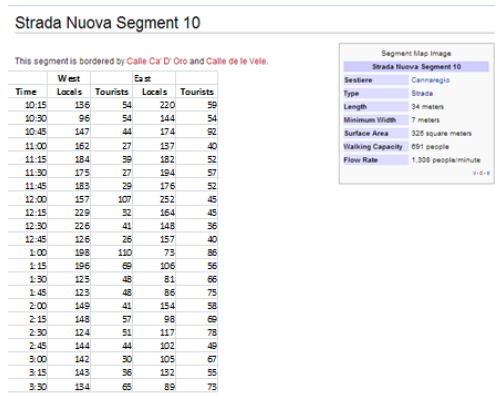 Strada Nuova Segment 10
This segment is bordered by Calle Ca' D' Oro and Calle de le Vele.
West East
Time Locals Tourists Locals Tourists
10:15 136 54 220 59
10:30 96 54 144 54
10:45 147 44 174 92
11:00 162 27 137 40
11:15 184 39 182 52
11:30 175 27 194 57
11:45 183 29 176 52
12:00 157 107 252 45
12:15 229 32 164 45
12:30 226 41 148 36
12:45 126 26 157 40
1:00 198 110 73 86
1:15 196 69 106 56
1:30 125 48 81 66
1:45 123 48 86 75
2:00 149 41 154 58
2:15 148 57 98 69
2:30 124 51 117 78
2:45 144 44 102 49
3:00 142 30 105 67
3:15 143 36 132 55
3:30 134 65 89 73
Segment Map Image
Strada Nuova Segment 10
Sestiere Cannaregio
Type Strada
Length 34 meters
Minimum Width 7 meters
Surface Area 325 square meters
Walking Capacity 691 people
Flow Rate 1,308 people/minute
v·d·e